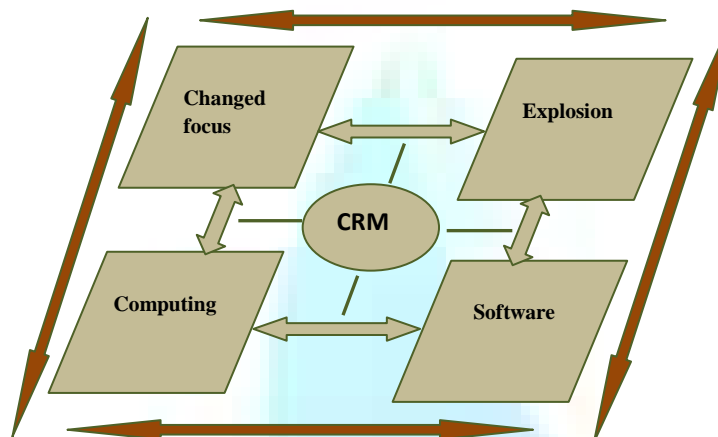 Changed
focus
Explosion
CRM
Computing
Software